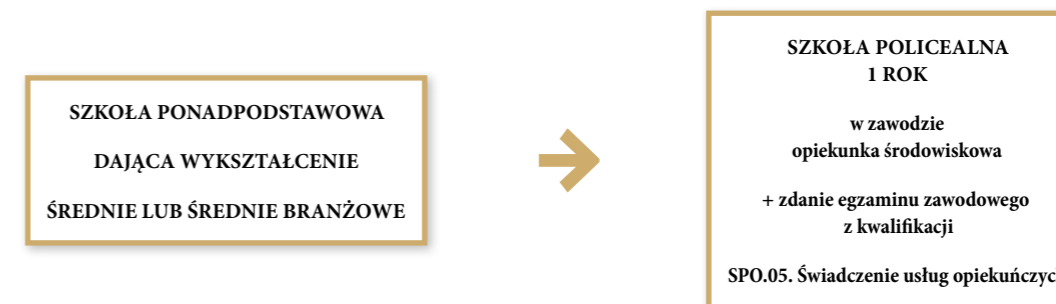 SZKOŁA PONADPODSTAWOWA
DAJĄCA WYKSZTAŁCENIE
ŚREDNIE LUB ŚREDNIE BRANŻOWE
SZKOŁA POLICEALNA
1 ROK
w zawodzie
opiekunka środowiskowa
+ zdanie egzaminu zawodowego
z kwalifikacji
SPO.05. Świadczenie usług opiekuńczyc